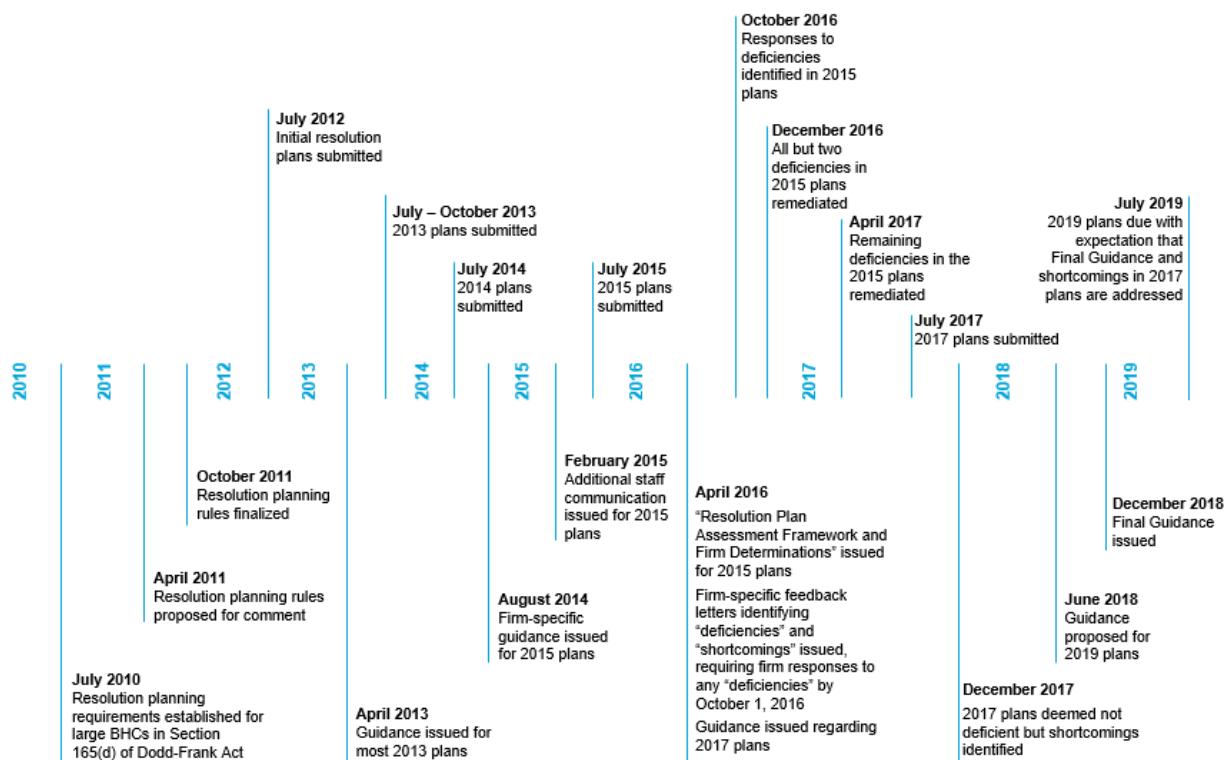 October 2016
Responses to
deficiencies
identified in 2015
plans
July 2012
Initial resolution
plans submitted
December 2016
All but two
deficiencies in
2015 plans
remediated
July – October 2013
2013 plans submitted
April 2017
Remaining
deficiencies in the
2015 plans
remediated
July 2019
2019 plans due with
expectation that
Final Guidance and
shortcomings in 2017
plans are addressed
July 2014
2014 plans
submitted
July 2015
2015 plans
submitted
July 2017
2017 plans submitted
2010
2011
2012
2013
2014
2015
2016
2017
2018
2019
October 2011
Resolution planning
rules finalized
February 2015
Additional staff
communication
issued for 2015
plans
April 2016
“Resolution Plan
Assessment Framework and
Firm Determinations” issued
for 2015 plans
Firm-specific feedback
letters identifying
“deficiencies” and
“shortcomings” issued,
requiring firm responses to
any “deficiencies” by
October 1, 2016
Guidance issued regarding
2017 plans
December 2018
Final Guidance
issued
April 2011
Resolution planning rules
proposed for comment
August 2014
Firm-specific
guidance issued
for 2015 plans
June 2018
Guidance
proposed for
2019 plans
July 2010
Resolution planning
requirements established for
large BHCs in Section
165(d) of Dodd-Frank Act
April 2013
Guidance issued for
most 2013 plans
December 2017
2017 plans deemed not
deficient but shortcomings
identified